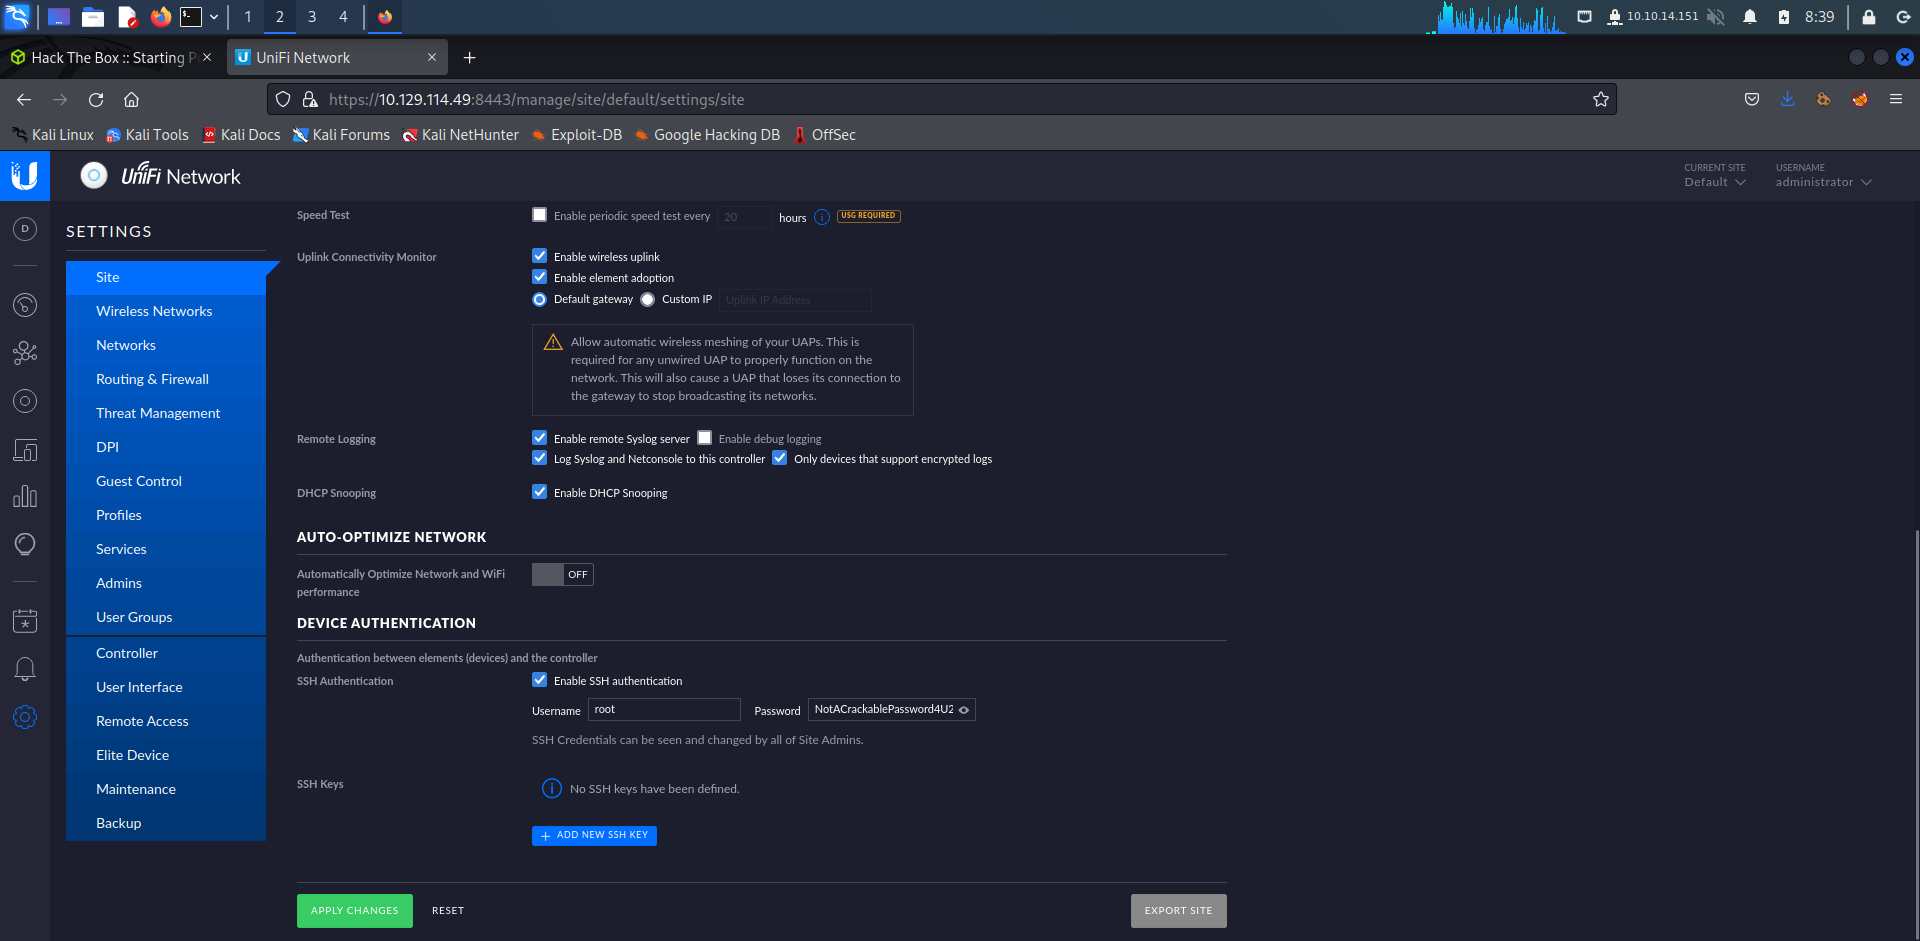 1 2 3 4 10.10.14.151 8:39
Hack The Box :: Starting P UniFi Network
https://10.129.114.49:8443/manage/site/default/settings/site
Kali Linux Kali Tools Kali Docs Kali Forums Kali NetHunter Exploit-DB Google Hacking DB OffSec
UniFi Network
CURRENT SITE USERNAME
Default administrator
D
SETTINGS
Site
Wireless Networks
Networks
Routing & Firewall
Threat Management
DPI
Guest Control
Profiles
Services
Admins
User Groups
Controller
User Interface
Remote Access
Elite Device
Maintenance
Backup
Speed Test Enable periodic speed test every 20 hours USG REQUIRED
Uplink Connectivity Monitor Enable wireless uplink
Enable element adoption
Default gateway Custom IP Uplink IP Address
Allow automatic wireless meshing of your UAPs. This is
required for any unwired UAP to properly function on the
network. This will also cause a UAP that loses its connection to
the gateway to stop broadcasting its networks.
Remote Logging Enable remote Syslog server Enable debug logging
Log Syslog and Netconsole to this controller Only devices that support encrypted logs
DHCP Snooping Enable DHCP Snooping
AUTO-OPTIMIZE NETWORK
Automatically Optimize Network and WiFi
performance
OFF
DEVICE AUTHENTICATION
Authentication between elements (devices) and the controller
SSH Authentication Enable SSH authentication
Username root Password NotACrackablePassword4U2
SSH Credentials can be seen and changed by all of Site Admins.
SSH Keys No SSH keys have been defined.
+ ADD NEW SSH KEY
APPLY CHANGES RESET EXPORT SITE